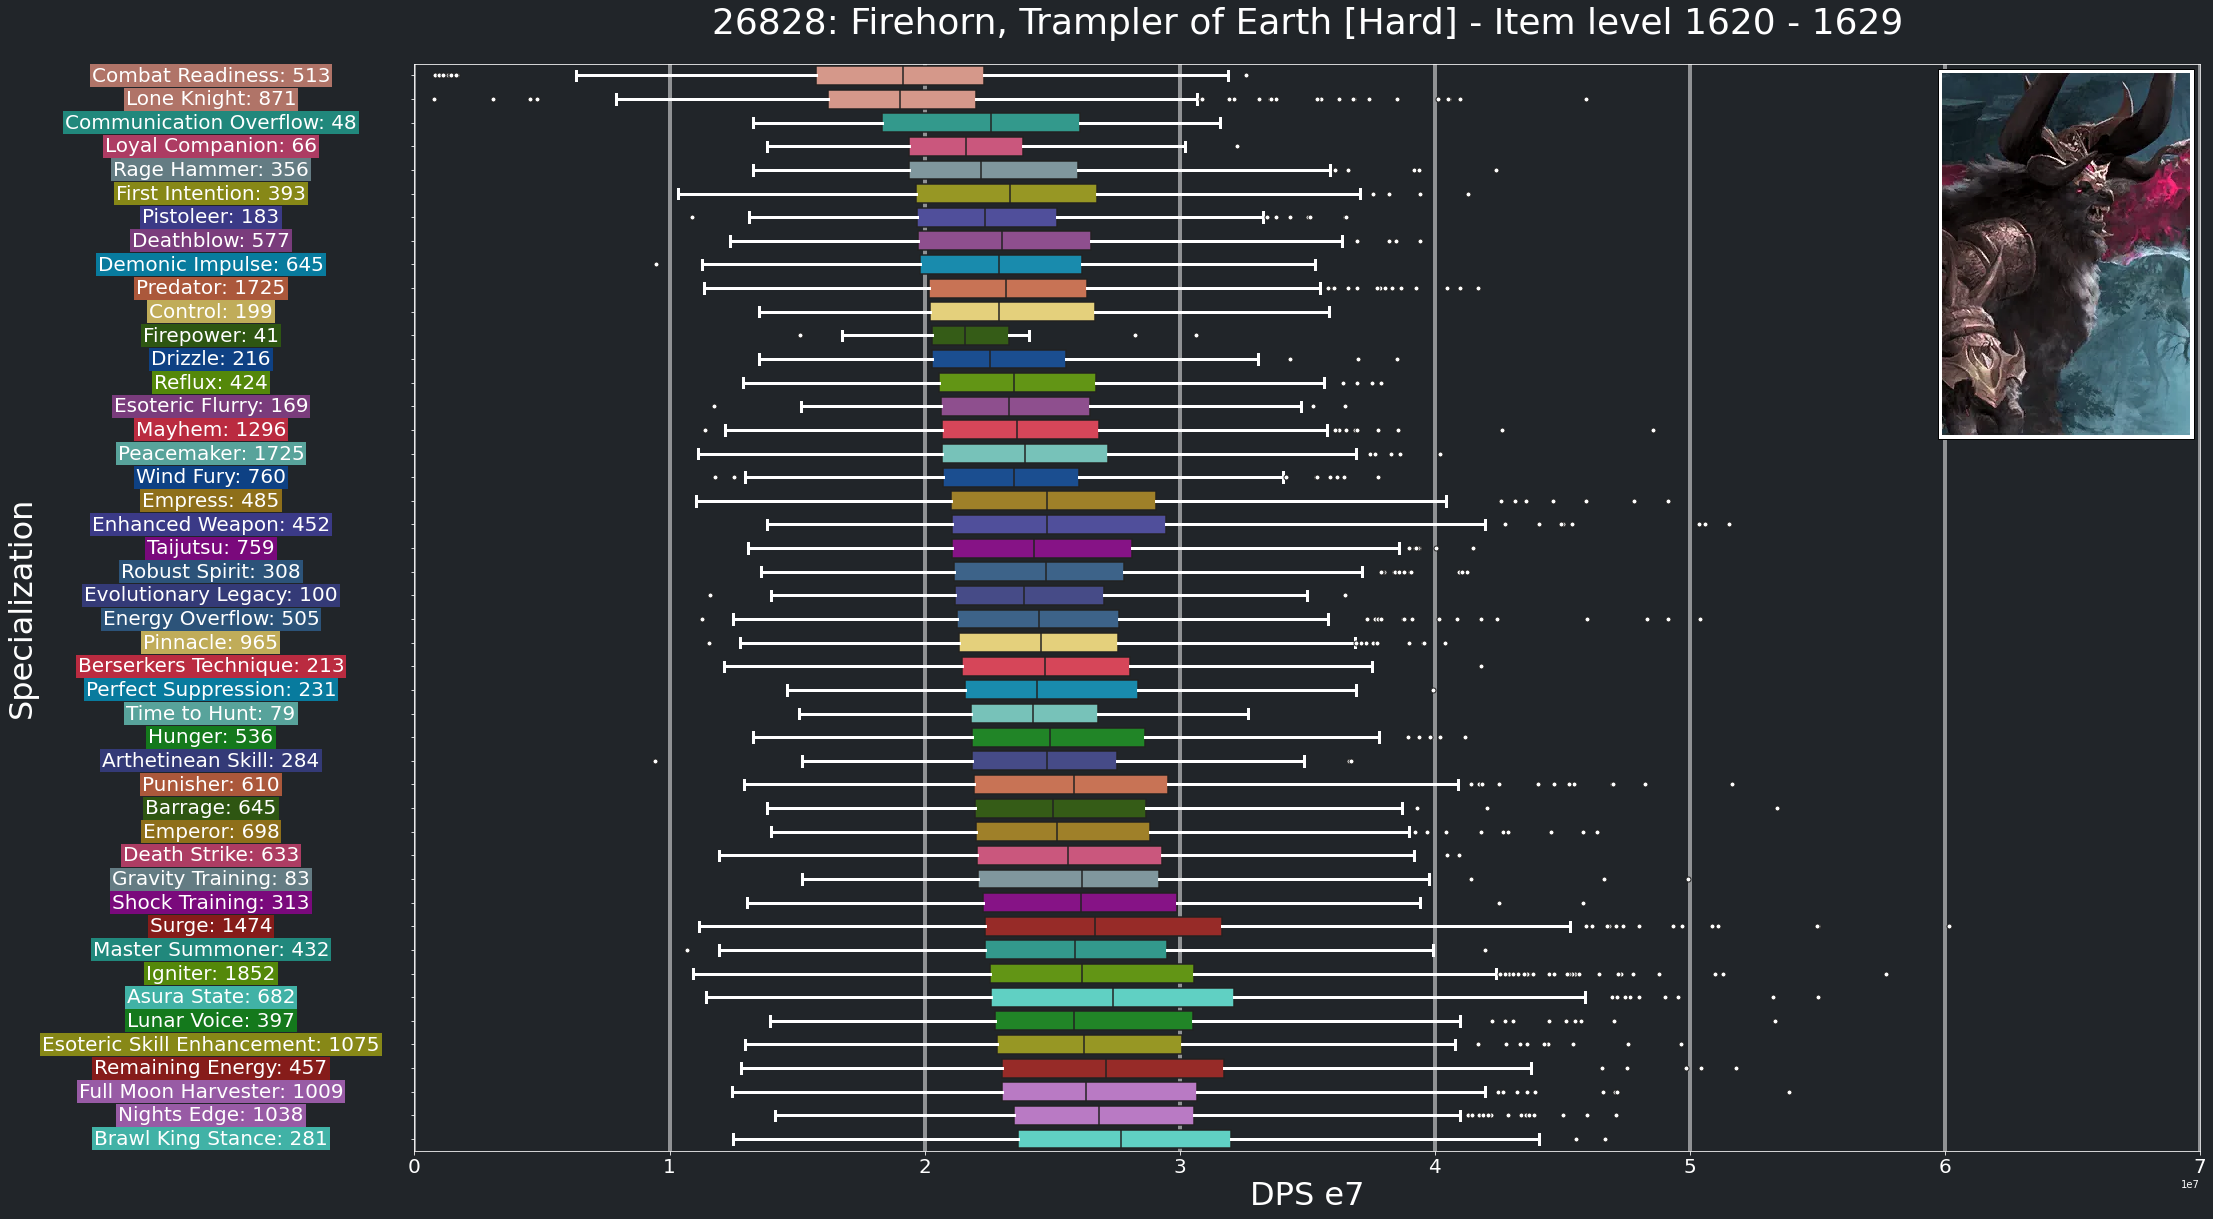 26828: Firehorn, Trampler of Earth [Hard] - Item level 1620 - 1629
Specialization
Combat Readiness: 513
Lone Knight: 871
Communication Overflow: 48
Loyal Companion: 66
Rage Hammer: 356
First Intention: 393
Pistoleer: 183
Deathblow: 577
Demonic Impulse: 645
Predator: 1725
Control: 199
Firepower: 41
Drizzle: 216
Reflux: 424
Esoteric Flurry: 169
Mayhem: 1296
Peacemaker: 1725
Wind Fury: 760
Empress: 485
Enhanced Weapon: 452
Taijutsu: 759
Robust Spirit: 308
Evolutionary Legacy: 100
Energy Overflow: 505
Pinnacle: 965
Berserkers Technique: 213
Perfect Suppression: 231
Time to Hunt: 79
Hunger: 536
Arthetinean Skill: 284
Punisher: 610
Barrage: 645
Emperor: 698
Death Strike: 633
Gravity Training: 83
Shock Training: 313
Surge: 1474
Master Summoner: 432
Igniter: 1852
Asura State: 682
Lunar Voice: 397
Esoteric Skill Enhancement: 1075
Remaining Energy: 457
Full Moon Harvester: 1009
Nights Edge: 1038
Brawl King Stance: 281
0 1 2 3 4 5 6 7
1e7
DPS e7